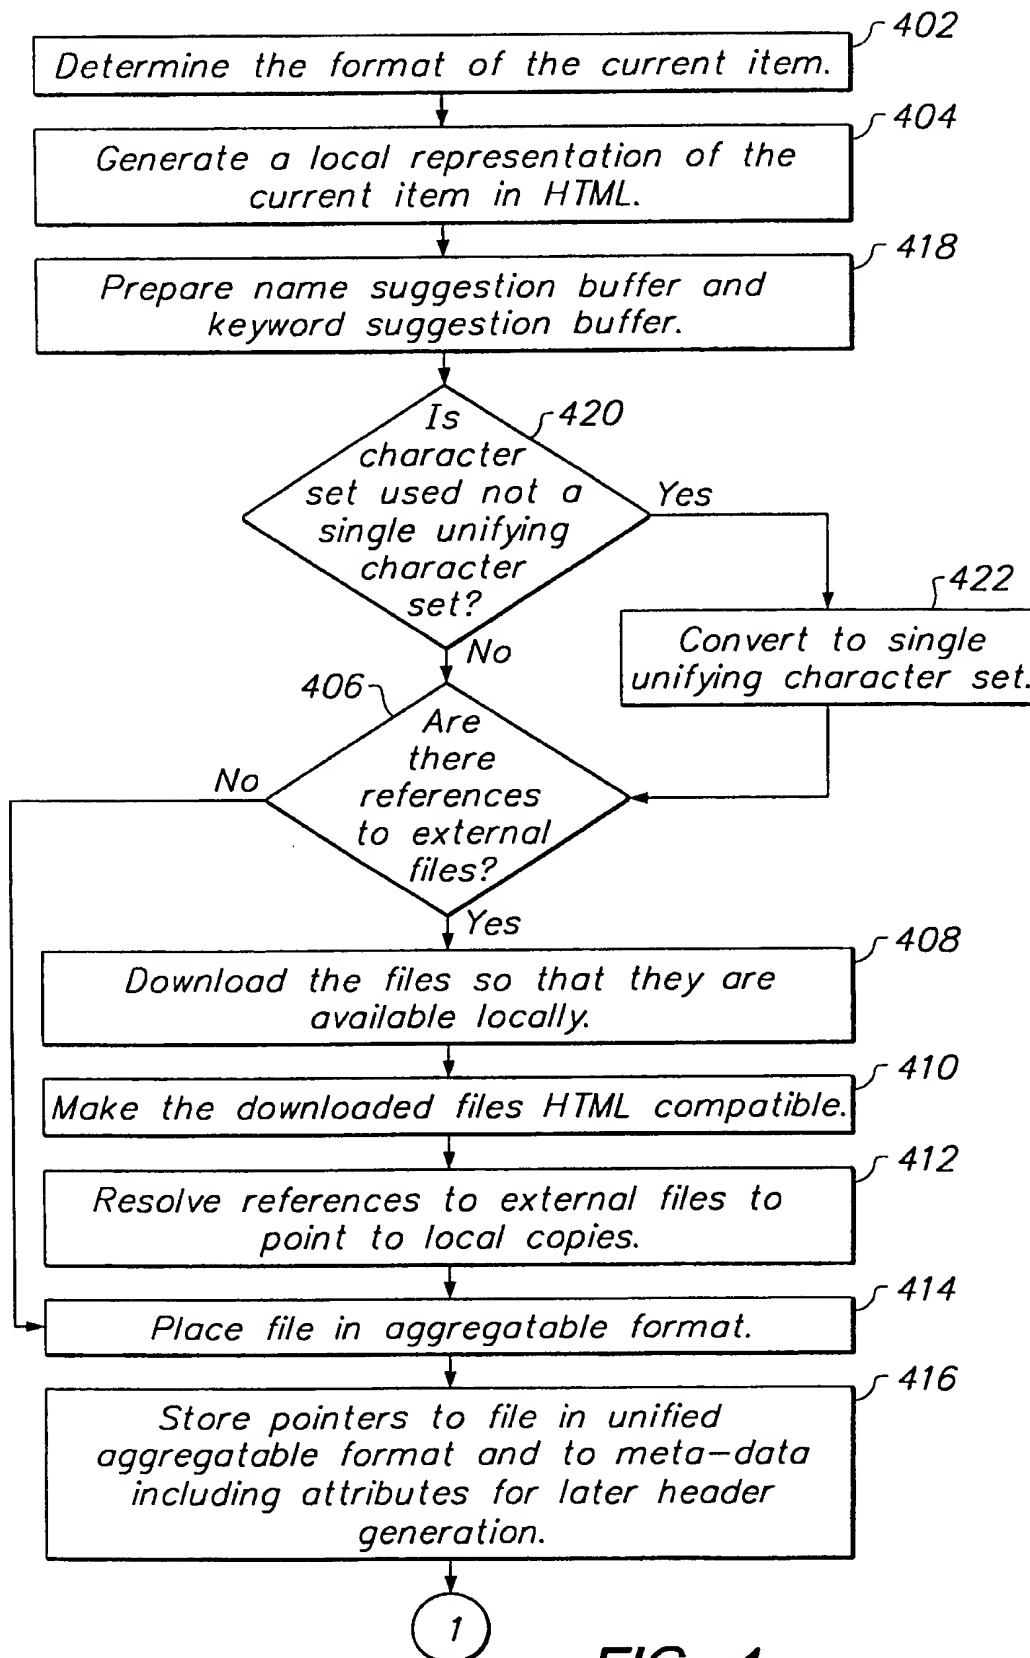 402
Determine the format of the current item.
404
Generate a local representation of the
current item in HTML.
418
Prepare name suggestion buffer and
keyword suggestion buffer.
420
Is
character
set used not a
single unifying
character
set?
Yes
No
422
Convert to single
unifying character set.
406
Are
there
references
to external
files?
No
Yes
408
Download the files so that they are
available locally.
410
Make the downloaded files HTML compatible.
412
Resolve references to external files to
point to local copies.
414
Place file in aggregatable format.
416
Store pointers to file in unified
aggregatable format and to meta-data
including attributes for later header
generation.
1